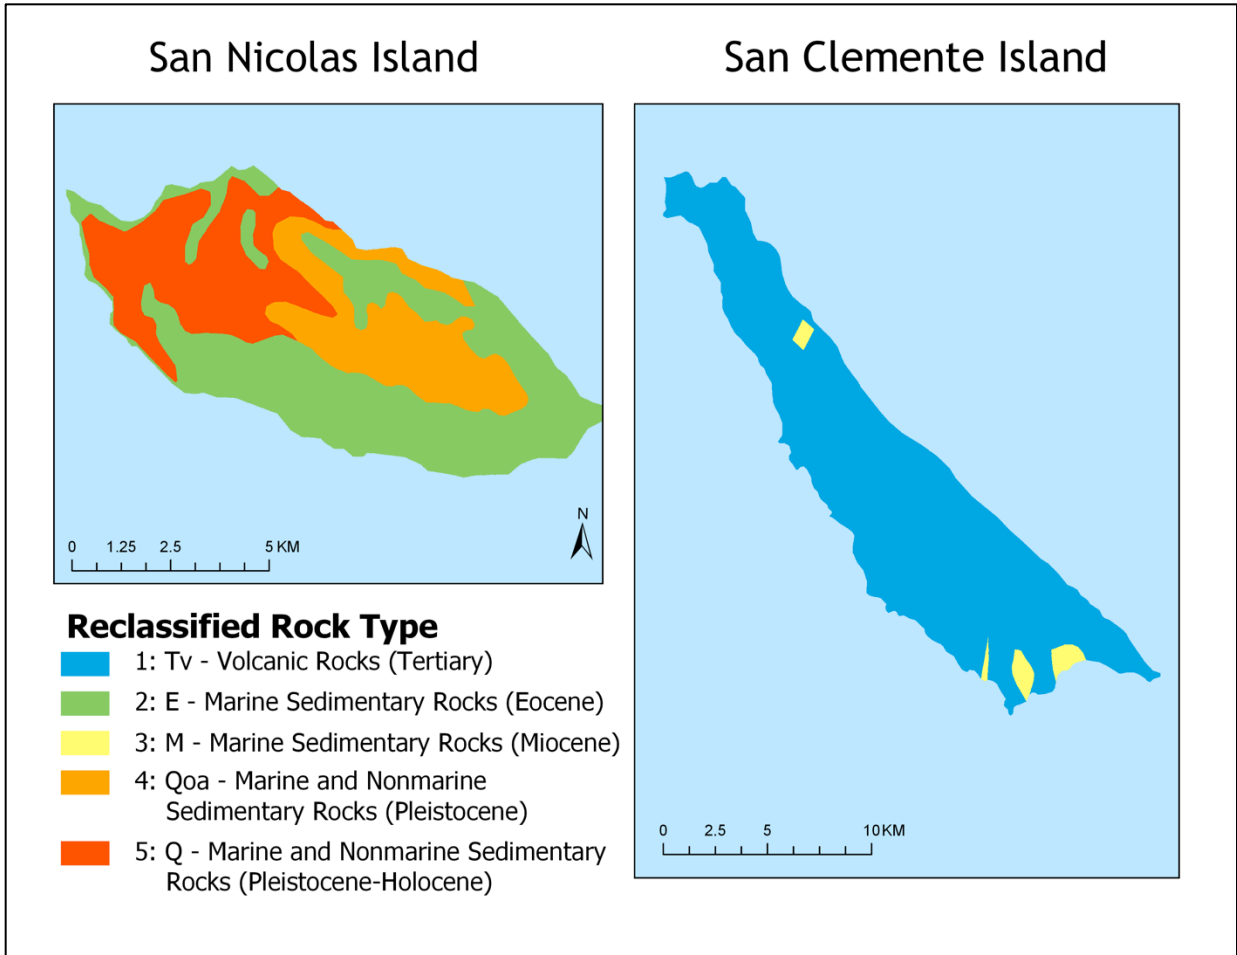 San Nicolas Island
San Clemente Island
N
0 1.25 2.5 5 KM
Reclassified Rock Type
1: Tv - Volcanic Rocks (Tertiary)
2: E - Marine Sedimentary Rocks (Eocene)
3: M - Marine Sedimentary Rocks (Miocene)
4: Qoa - Marine and Nonmarine
Sedimentary Rocks (Pleistocene)
5: Q - Marine and Nonmarine Sedimentary
Rocks (Pleistocene-Holocene)
0 2.5 5 10 KM